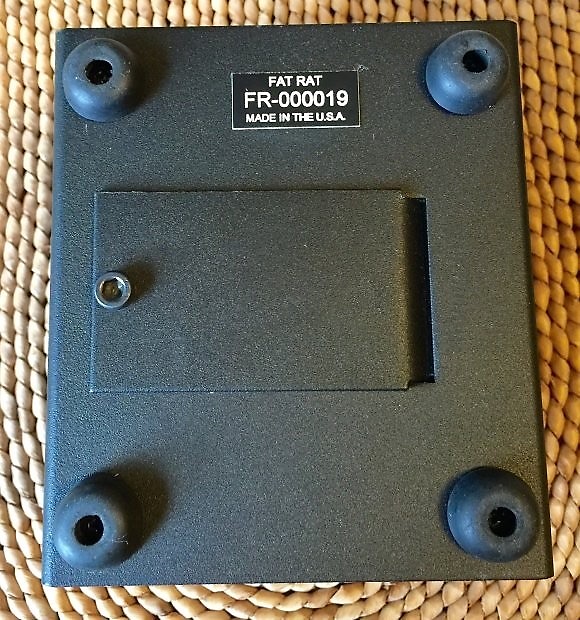 FAT RAT
FR-000019
MADE IN THE U.S.A.